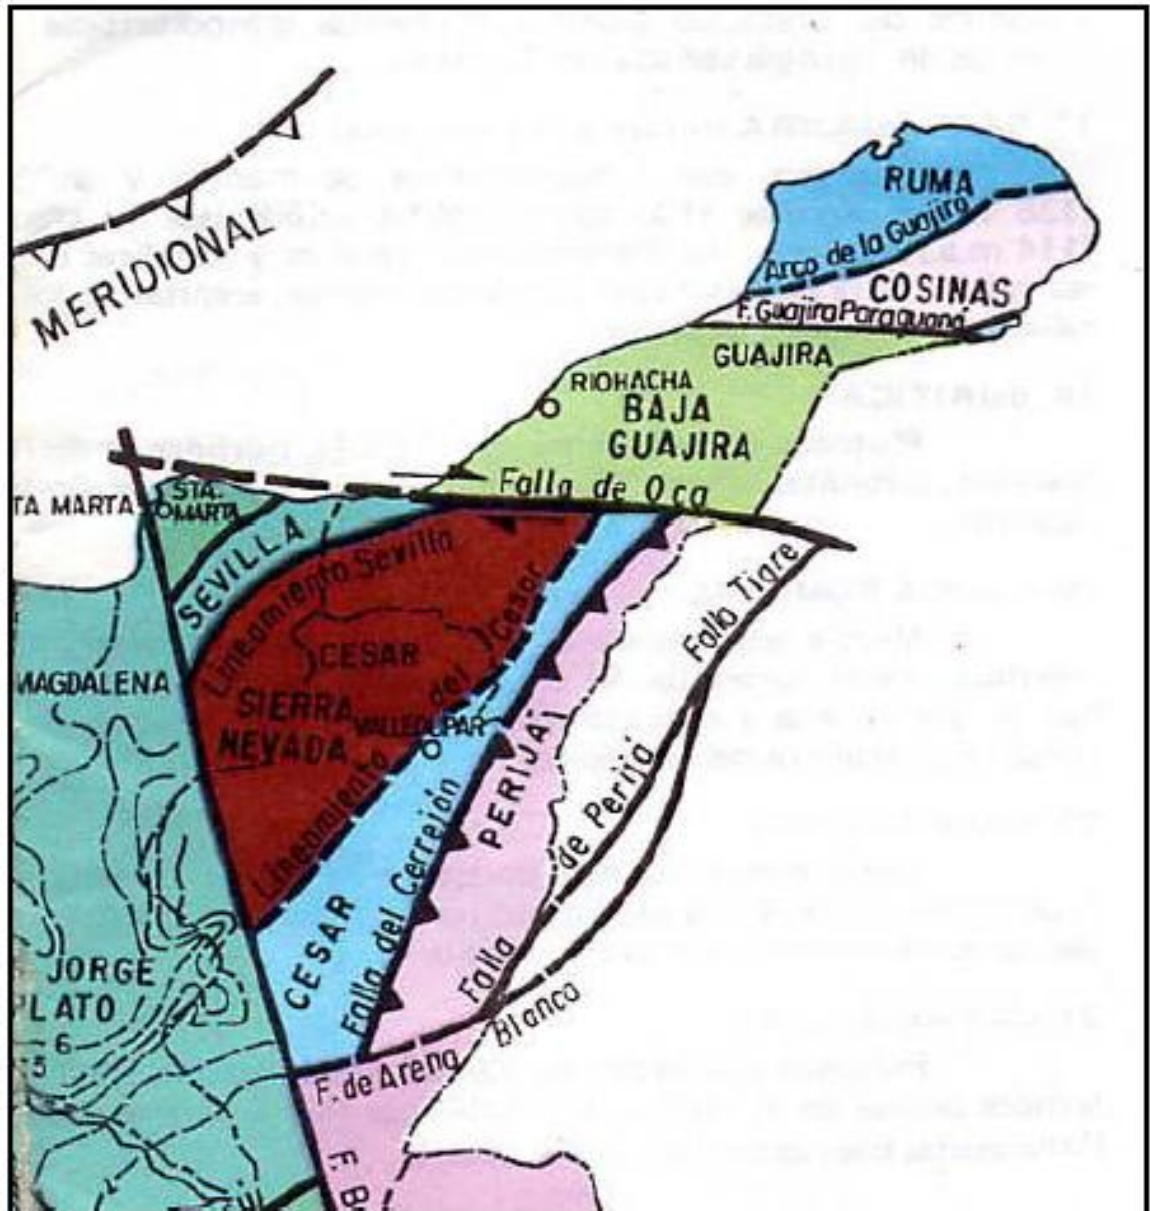 MERIDIONAL
RUMA
Arco de la Guajira
COSINAS
F. Guajira Paraguaná
GUAJIRA
RIOHACHA
BAJA
GUAJIRA
Falla de Oca
TA MARTA
STA.
MARTA
SEVILLA
Lineamiento Sevilla
Falla Tigre
CESAR
SIERRA
NEVADA
VALLEDUPAR
Lineamiento del Cesar
MAGDALENA
PERIJÁ
Falla de Perijá
CESAR
Falla del Cerrejón
JORGE
PLATO
6
5
F. de Arena Blanca
F. B